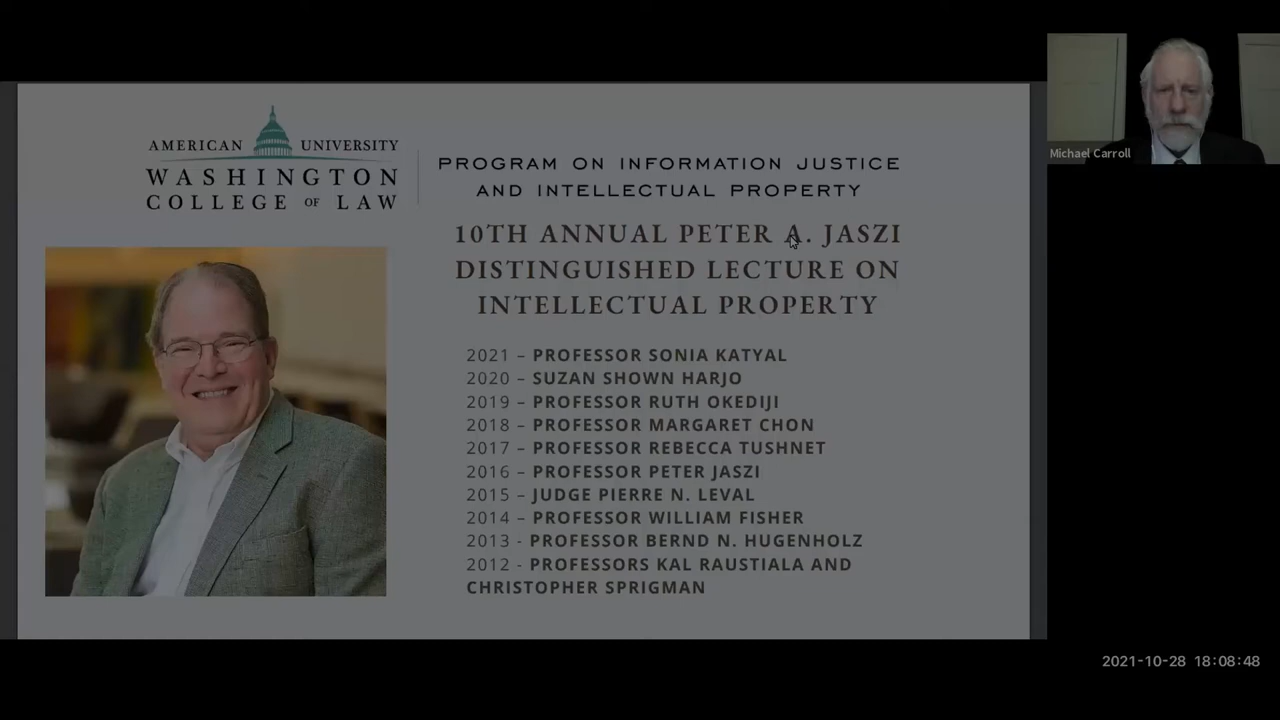 AMERICAN UNIVERSITY
WASHINGTON
COLLEGE OF LAW
PROGRAM ON INFORMATION JUSTICE
AND INTELLECTUAL PROPERTY
10TH ANNUAL PETER A. JASZI
DISTINGUISHED LECTURE ON
INTELLECTUAL PROPERTY
2021 – PROFESSOR SONIA KATYAL
2020 – SUZAN SHOWN HARJO
2019 – PROFESSOR RUTH OKEDIJI
2018 – PROFESSOR MARGARET CHON
2017 – PROFESSOR REBECCA TUSHNET
2016 – PROFESSOR PETER JASZI
2015 – JUDGE PIERRE N. LEVAL
2014 – PROFESSOR WILLIAM FISHER
2013 - PROFESSOR BERND N. HUGENHOLZ
2012 - PROFESSORS KAL RAUSTIALA AND
CHRISTOPHER SPRIGMAN
Michael Carroll
2021-10-28 18:08:48